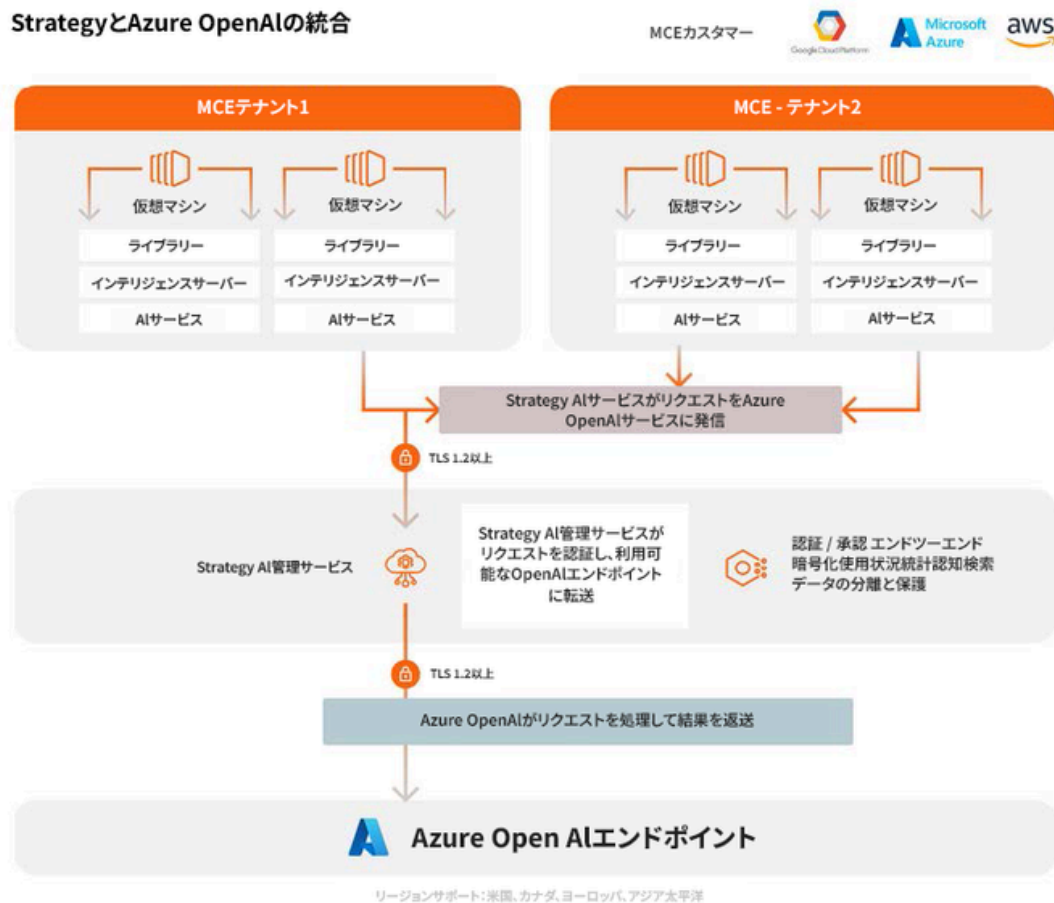 StrategyとAzure OpenAIの統合
MCEカスタマー
Google Cloud Platform
Microsoft
Azure
aws
MCEテナント1
仮想マシン
ライブラリー
インテリジェンスサーバー
AIサービス
仮想マシン
ライブラリー
インテリジェンスサーバー
AIサービス
MCE - テナント2
仮想マシン
ライブラリー
インテリジェンスサーバー
AIサービス
仮想マシン
ライブラリー
インテリジェンスサーバー
AIサービス
Strategy AIサービスがリクエストをAzure
OpenAIサービスに発信
TLS 1.2以上
Strategy AI管理サービス
Strategy AI管理サービスが
リクエストを認証し、利用可
能なOpenAIエンドポイント
に転送
認証 / 承認 エンドツーエンド
暗号化使用状況統計認知検索
データの分離と保護
TLS 1.2以上
Azure OpenAIがリクエストを処理して結果を返送
Azure Open AIエンドポイント
リージョンサポート：米国、カナダ、ヨーロッパ、アジア太平洋